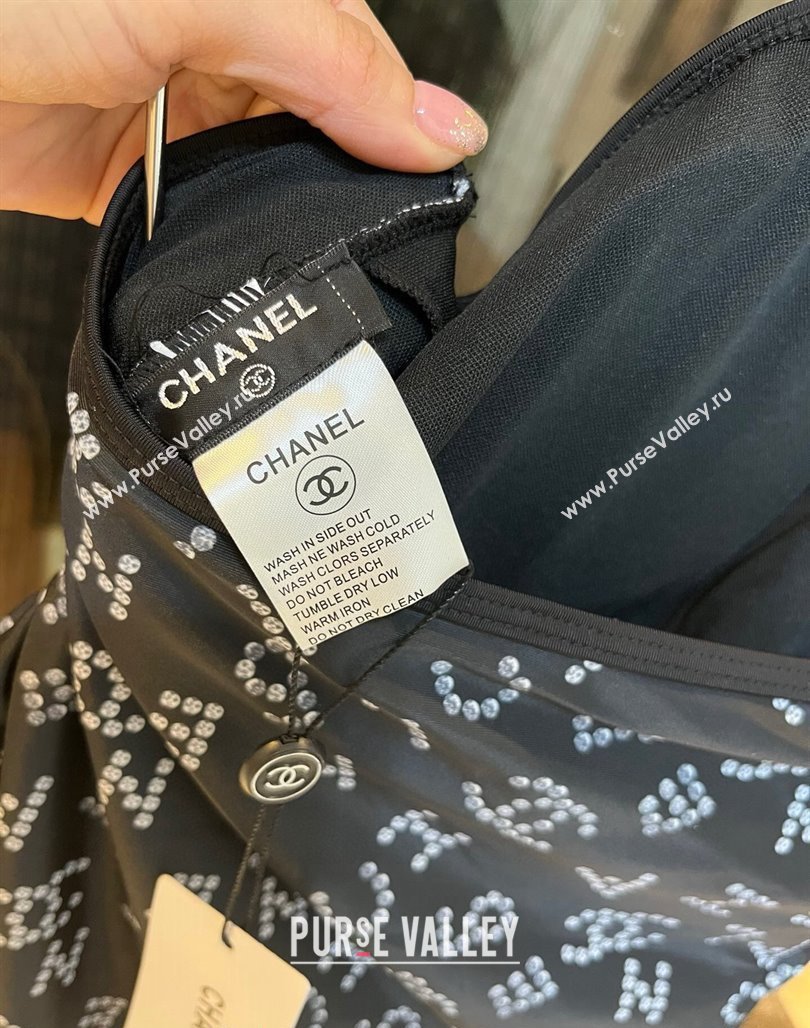 CHANEL
CHANEL
WASH IN SIDE OUT
MASH NE WASH COLD
WASH CLORS SEPARATELY
DO NOT BLEACH
TUMBLE DRY LOW
WARM IRON
DO NOT DRY CLEAN
www.PurseValley.ru
www.PurseValley.ru
PURSE VALLEY
CHA